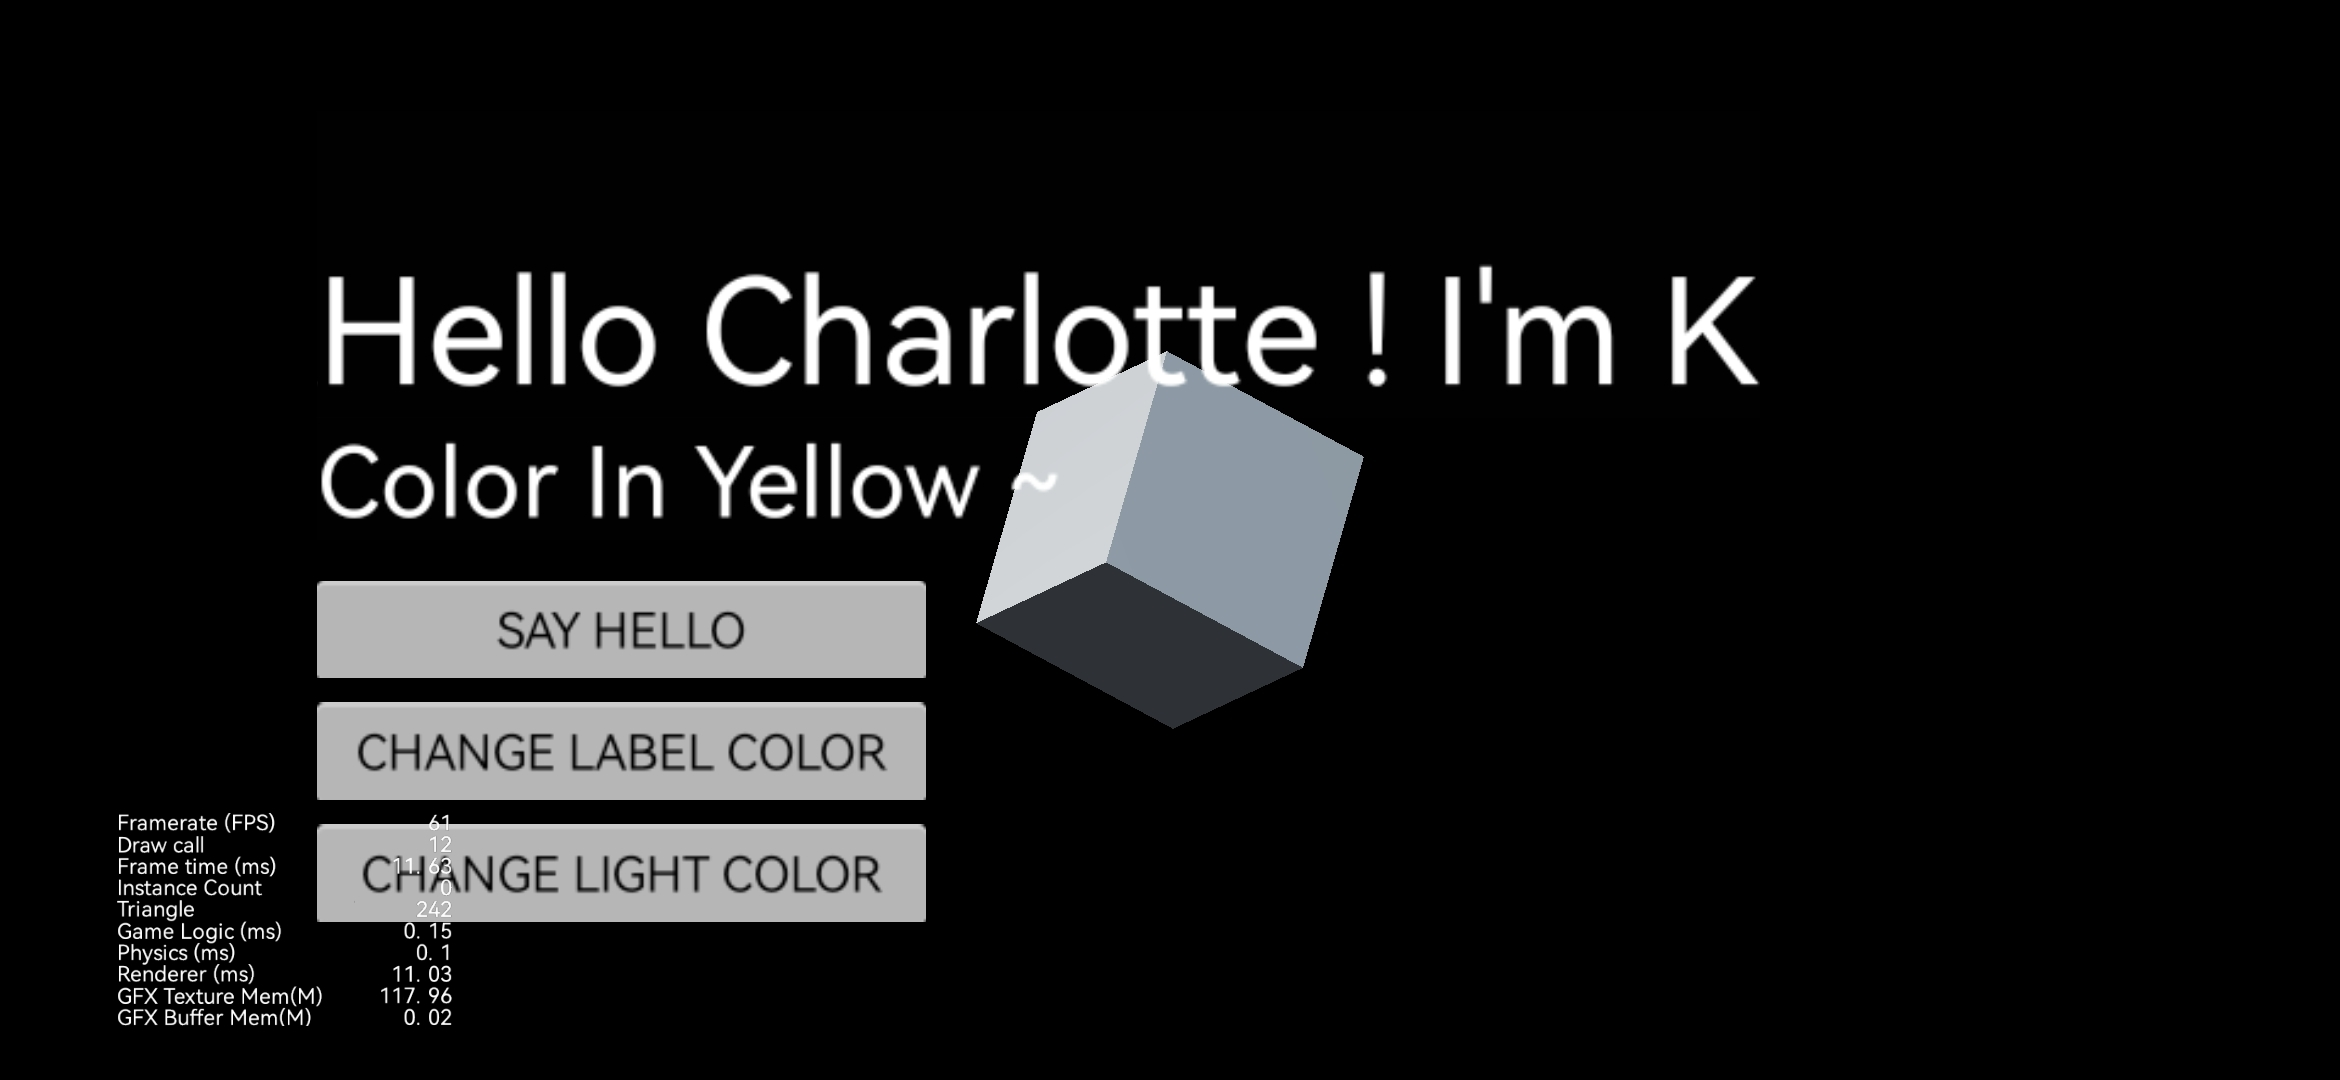 Hello Charlotte ! I'm K
Color In Yellow ~
SAY HELLO
CHANGE LABEL COLOR
CHANGE LIGHT COLOR
Framerate (FPS) 61
Draw call 12
Frame time (ms) 11.63
Instance Count 0
Triangle 242
Game Logic (ms) 0.15
Physics (ms) 0.1
Renderer (ms) 11.03
GFX Texture Mem(M) 117.96
GFX Buffer Mem(M) 0.02